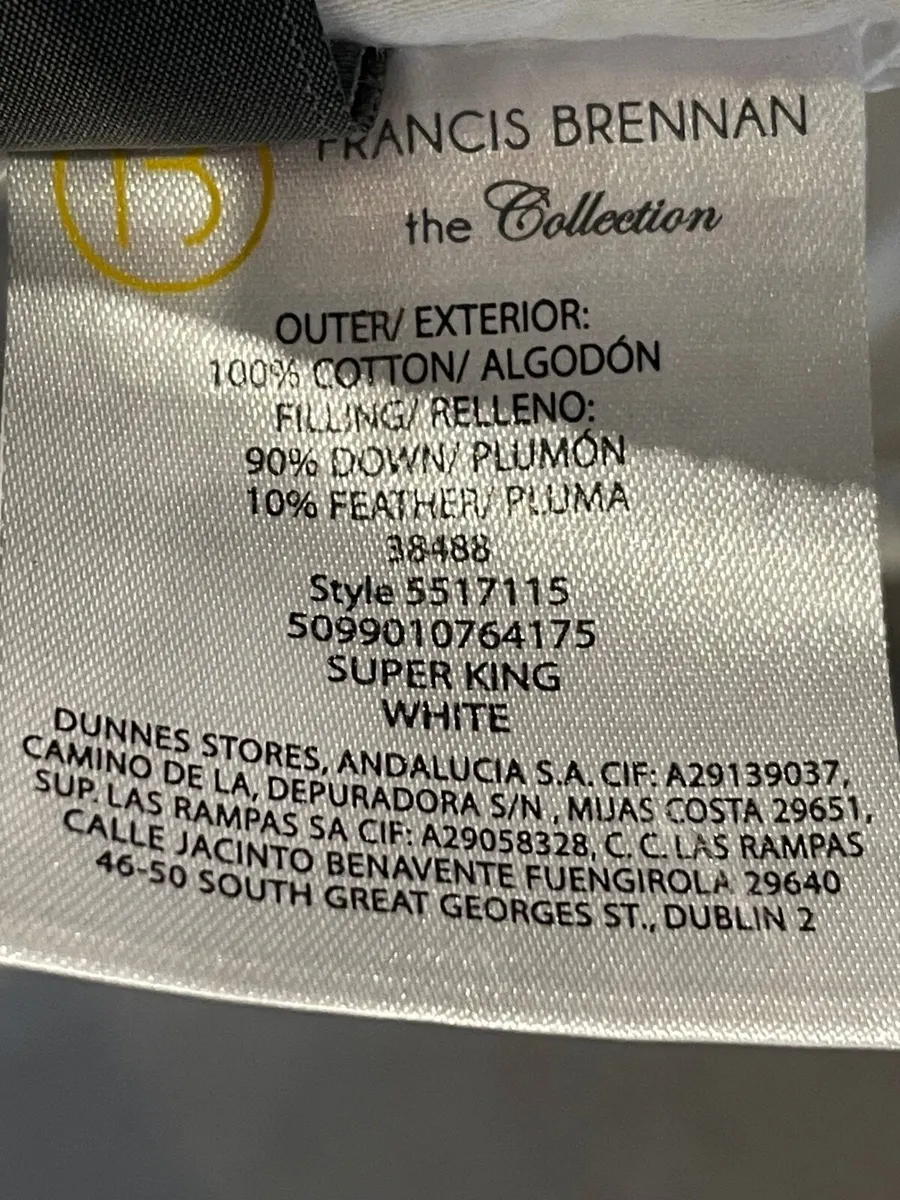 FRANCIS BRENNAN
the Collection
OUTER/ EXTERIOR:
100% COTTON/ ALGODÓN
FILLING/ RELLENO:
90% DOWN/ PLUMÓN
10% FEATHER/ PLUMA
38488
Style 5517115
5099010764175
SUPER KING
WHITE
DUNNES STORES, ANDALUCIA S.A. CIF: A29139037,
CAMINO DE LA, DEPURADORA S/N , MIJAS COSTA 29651,
SUP. LAS RAMPAS SA CIF: A29058328, C. C. LAS RAMPAS
CALLE JACINTO BENAVENTE FUENGIROLA 29640
46-50 SOUTH GREAT GEORGES ST., DUBLIN 2